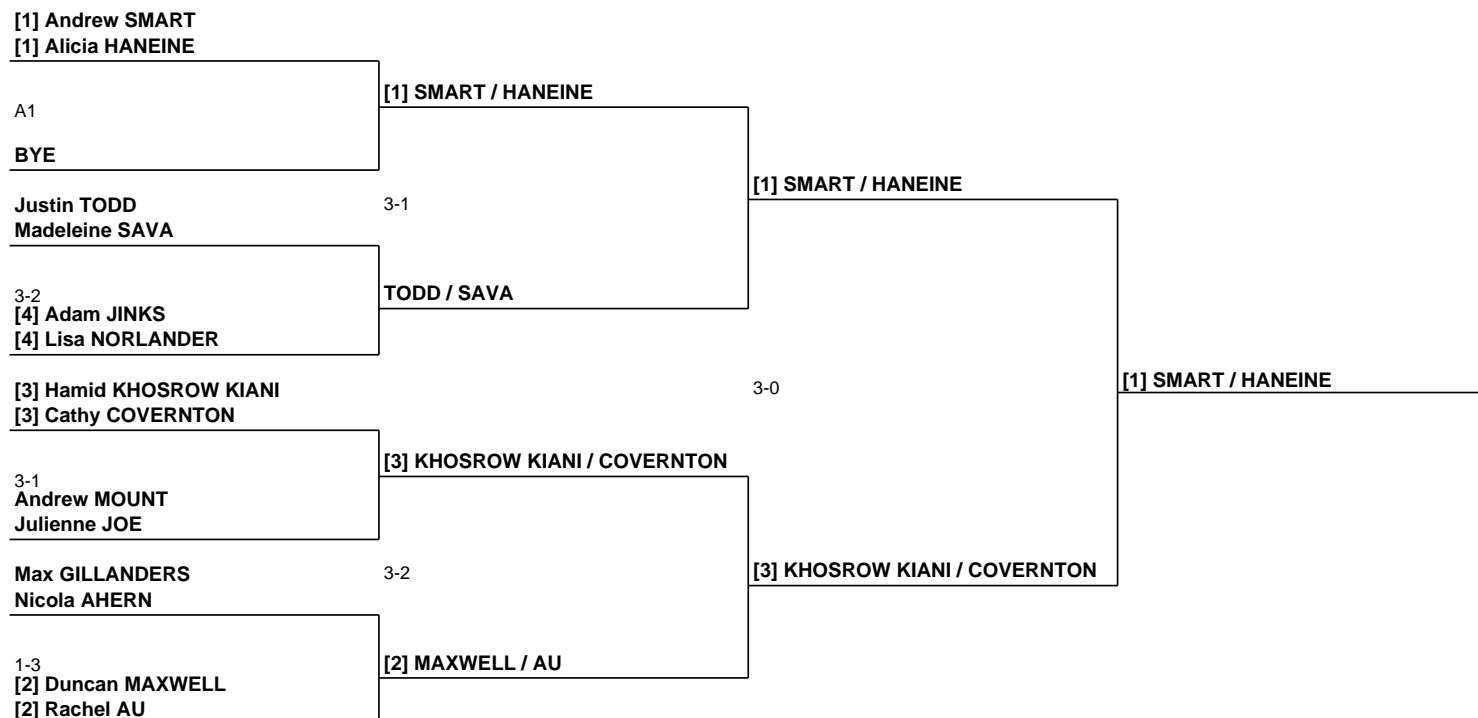 [1] Andrew SMART
[1] Alicia HANEINE
[1] SMART / HANEINE
A1
BYE
[1] SMART / HANEINE
Justin TODD
3-1
Madeleine SAVA
TODD / SAVA
3-2
[4] Adam JINKS
[4] Lisa NORLANDER
[1] SMART / HANEINE
[3] Hamid KHOSROW KIANI
3-0
[3] Cathy COVERNTON
[3] KHOSROW KIANI / COVERNTON
3-1
Andrew MOUNT
Julienne JOE
Max GILLANDERS
3-2
[3] KHOSROW KIANI / COVERNTON
Nicola AHERN
[2] MAXWELL / AU
1-3
[2] Duncan MAXWELL
[2] Rachel AU